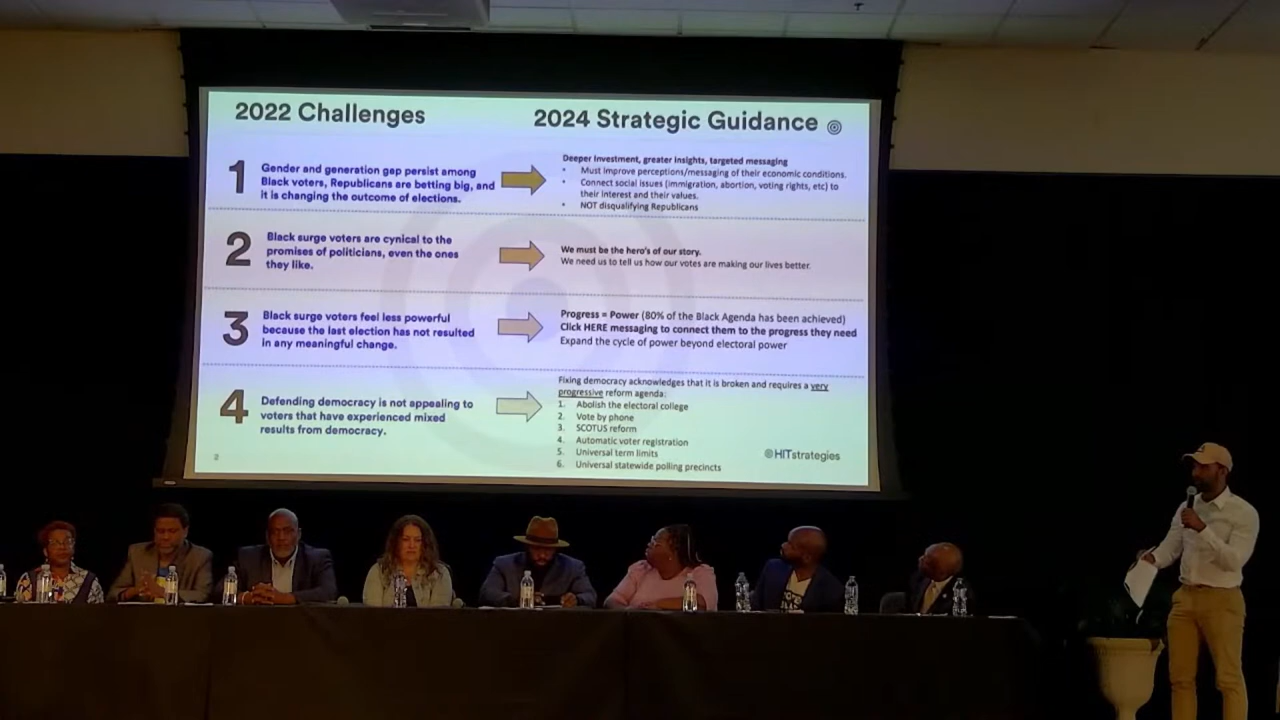 2022 Challenges
2024 Strategic Guidance
1
Gender and generation gap persist among
Black voters, Republicans are betting big, and
it is changing the outcome of elections.
Deeper investment, greater insights, targeted messaging
• Must improve perceptions/messaging of their economic conditions.
• Connect social issues (immigration, abortion, voting rights, etc) to
their interest and their values.
• NOT disqualifying Republicans
2
Black surge voters are cynical to the
promises of politicians, even the ones
they like.
We must be the hero's of our story.
We need us to tell us how our votes are making our lives better.
3
Black surge voters feel less powerful
because the last election has not resulted
in any meaningful change.
Progress = Power (80% of the Black Agenda has been achieved)
Click HERE messaging to connect them to the progress they need
Expand the cycle of power beyond electoral power
4
Defending democracy is not appealing to
voters that have experienced mixed
results from democracy.
Fixing democracy acknowledges that it is broken and requires a very
progressive reform agenda:
1. Abolish the electoral college
2. Vote by phone
3. SCOTUS reform
4. Automatic voter registration
5. Universal term limits
6. Universal statewide polling precincts
2
HITstrategies